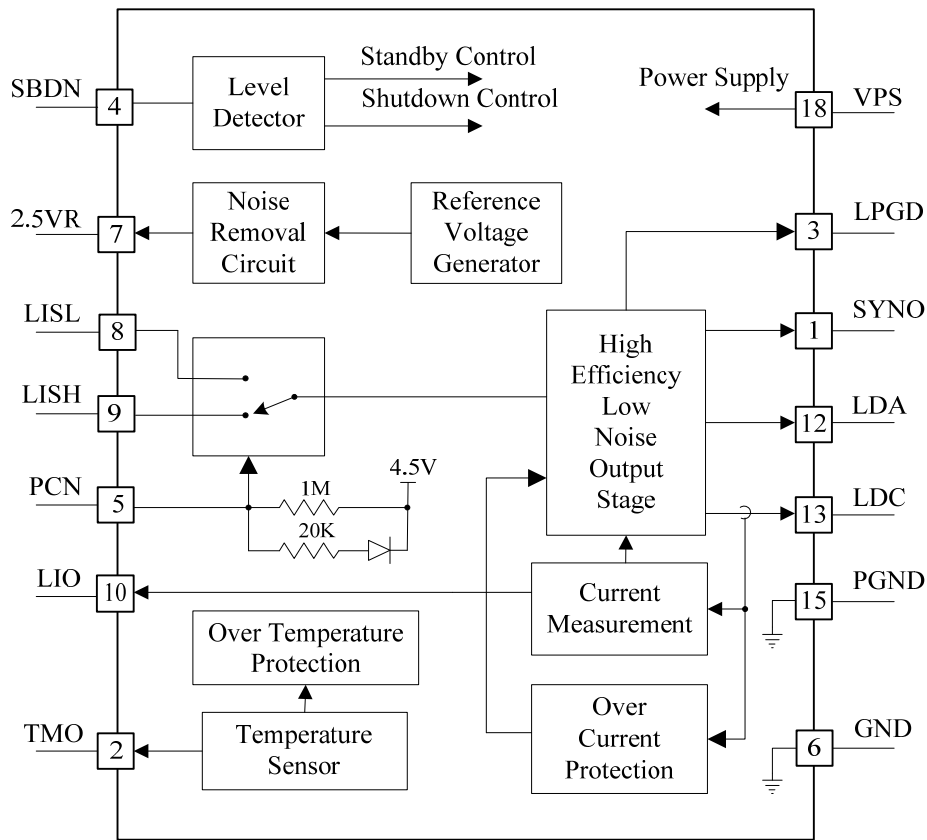 SBDN
4
Level
Detector
Standby Control
Shutdown Control
Power Supply
18
VPS
2.5VR
7
Noise
Removal
Circuit
Reference
Voltage
Generator
3
LPGD
LISL
8
1
SYNO
High
Efficiency
Low
Noise
Output
Stage
LISH
9
12
LDA
PCN
5
1M
4.5V
20K
13
LDC
LIO
10
Current
Measurement
15
PGND
Over Temperature
Protection
TMO
2
Temperature
Sensor
Over
Current
Protection
6
GND